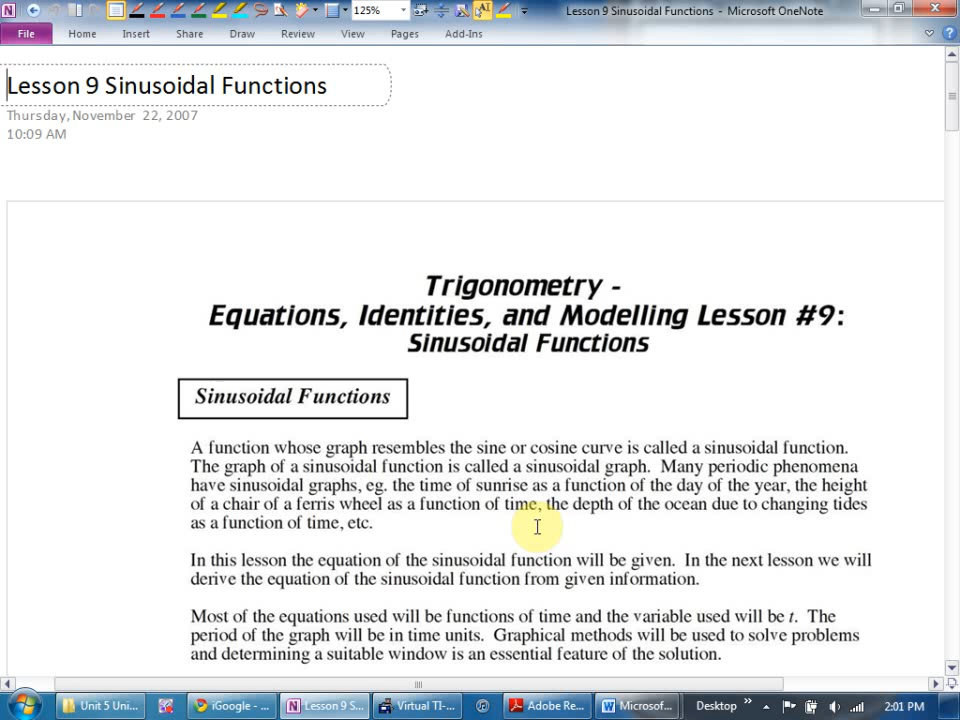 125%
Lesson 9 Sinusoidal Functions - Microsoft OneNote
File Home Insert Share Draw Review View Pages Add-Ins
Lesson 9 Sinusoidal Functions
Thursday, November 22, 2007
10:09 AM
Trigonometry -
Equations, Identities, and Modelling Lesson #9:
Sinusoidal Functions
Sinusoidal Functions
A function whose graph resembles the sine or cosine curve is called a sinusoidal function.
The graph of a sinusoidal function is called a sinusoidal graph. Many periodic phenomena
have sinusoidal graphs, eg. the time of sunrise as a function of the day of the year, the height
of a chair of a ferris wheel as a function of time, the depth of the ocean due to changing tides
as a function of time, etc.
In this lesson the equation of the sinusoidal function will be given. In the next lesson we will
derive the equation of the sinusoidal function from given information.
Most of the equations used will be functions of time and the variable used will be t. The
period of the graph will be in time units. Graphical methods will be used to solve problems
and determining a suitable window is an essential feature of the solution.
Unit 5 Uni... iGoogle - ... Lesson 9 S... Virtual TI-... Adobe Re... Microsof... Desktop » 2:01 PM